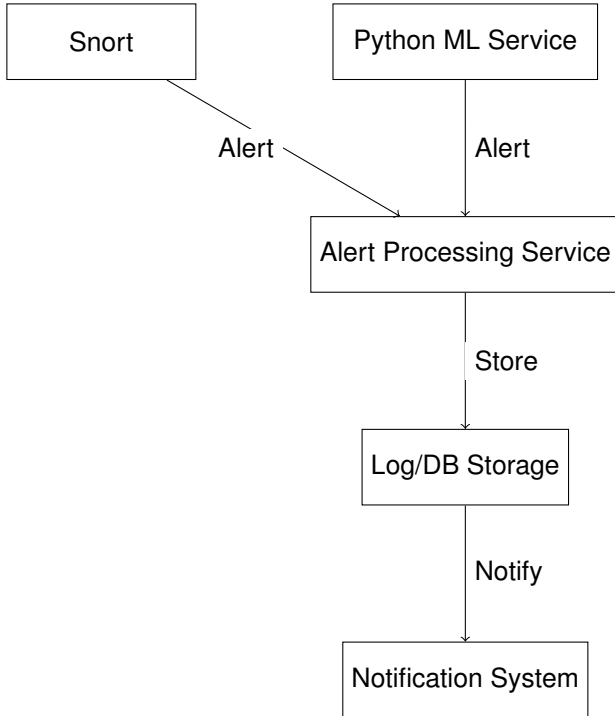 Snort
Python ML Service
Alert
Alert
Alert Processing Service
Store
Log/DB Storage
Notify
Notification System